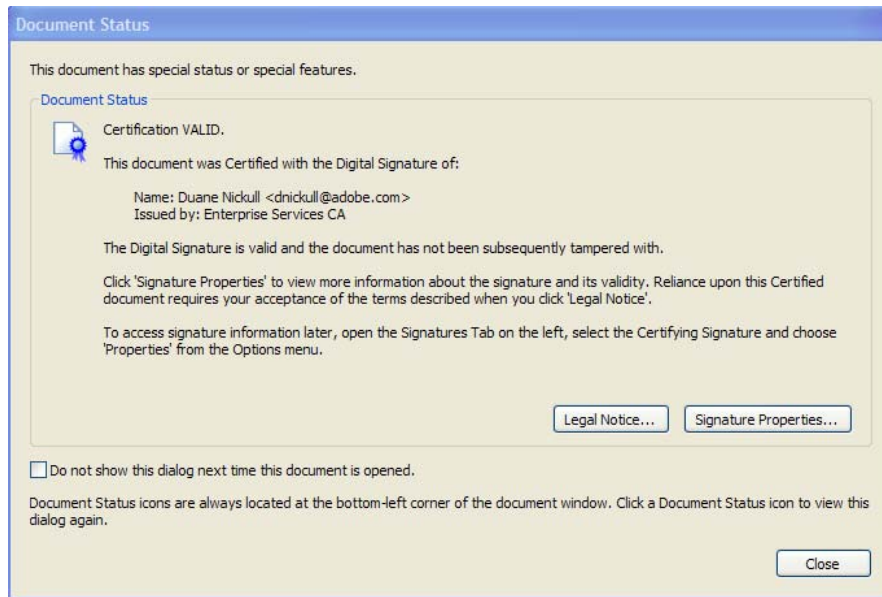 Document Status
This document has special status or special features.
Document Status
Certification VALID.
This document was Certified with the Digital Signature of:
Name: Duane Nickull <dnickull@adobe.com>
Issued by: Enterprise Services CA
The Digital Signature is valid and the document has not been subsequently tampered with.
Click 'Signature Properties' to view more information about the signature and its validity. Reliance upon this Certified
document requires your acceptance of the terms described when you click 'Legal Notice'.
To access signature information later, open the Signatures Tab on the left, select the Certifying Signature and choose
'Properties' from the Options menu.
Legal Notice... Signature Properties...
Do not show this dialog next time this document is opened.
Document Status icons are always located at the bottom-left corner of the document window. Click a Document Status icon to view this
dialog again.
Close